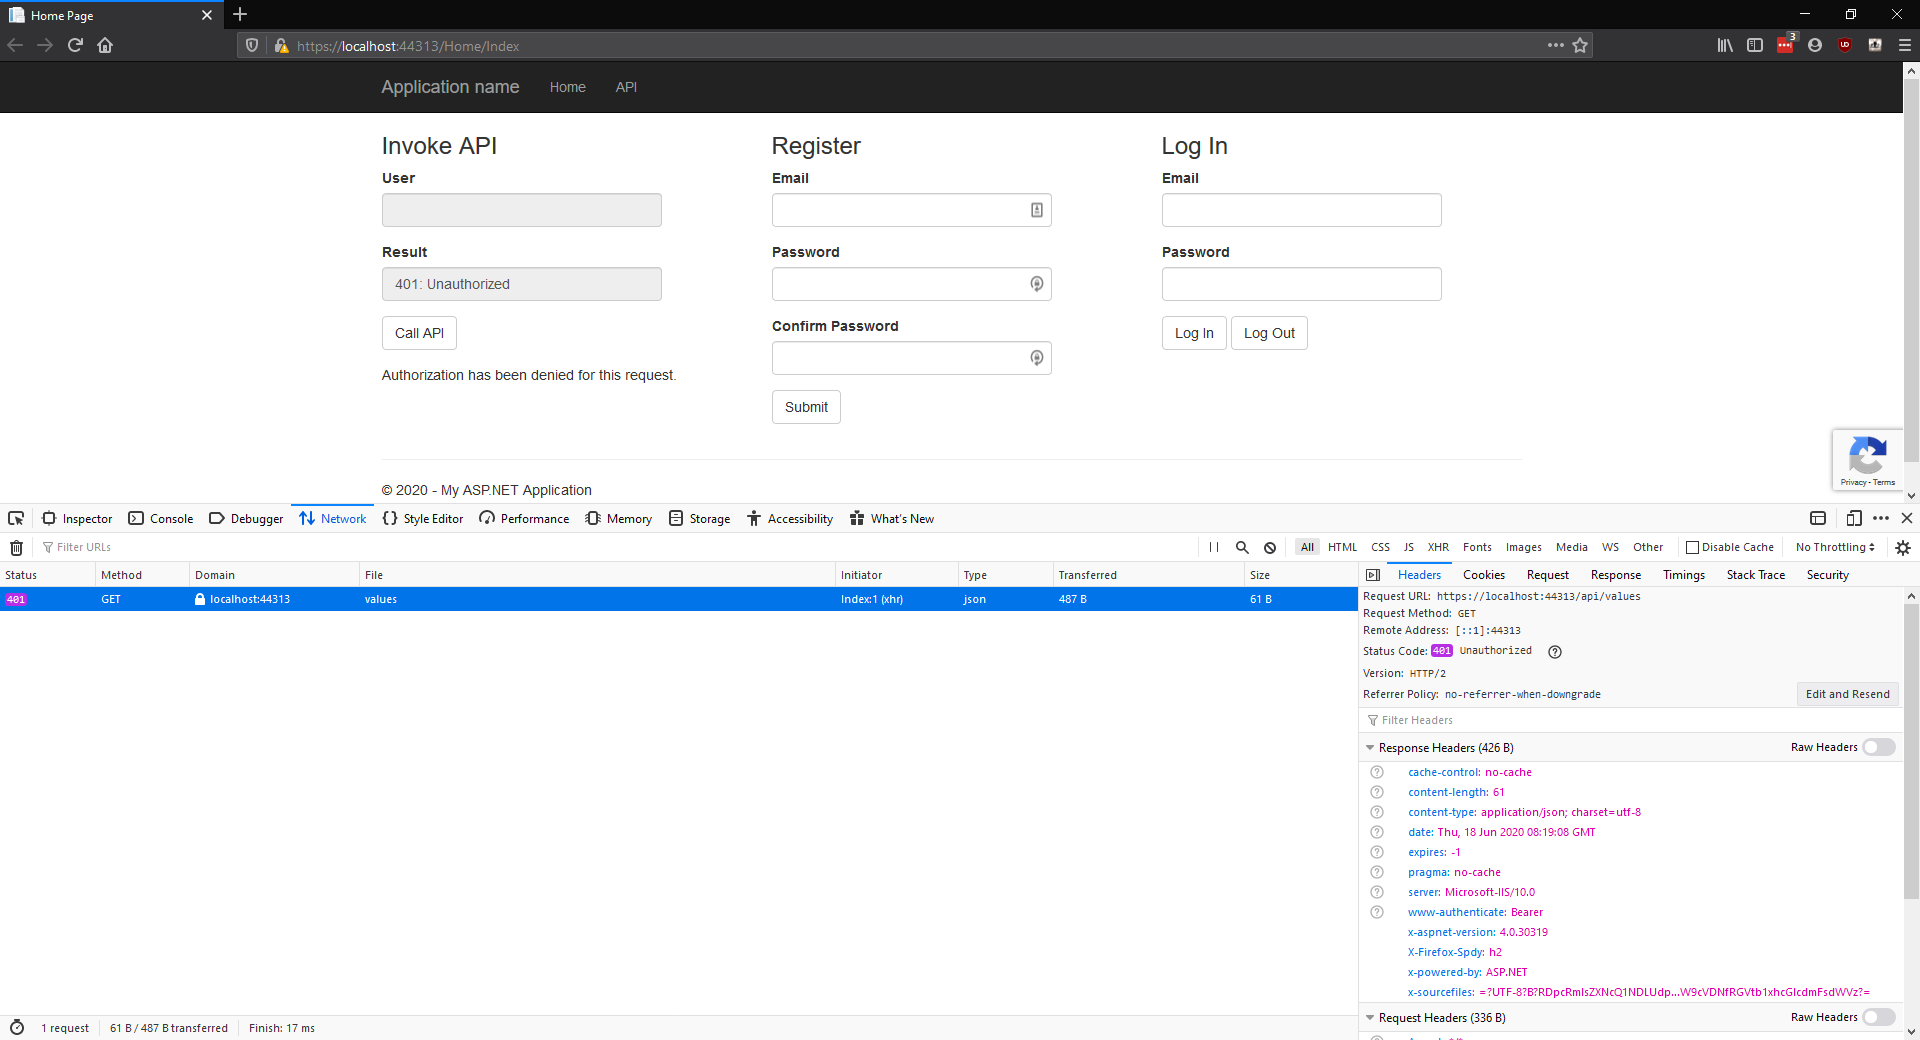 Home Page
https://localhost:44313/Home/Index
3
Application name Home API
Invoke API
User
Result
401: Unauthorized
Call API
Authorization has been denied for this request.
Register
Email
Password
Confirm Password
Submit
Log In
Email
Password
Log In Log Out
Privacy - Terms
© 2020 - My ASP.NET Application
Inspector Console Debugger Network Style Editor Performance Memory Storage Accessibility What's New
Filter URLs
All HTML CSS JS XHR Fonts Images Media WS Other Disable Cache No Throttling
Status Method Domain File Initiator Type Transferred Size
401 GET localhost:44313 values Index:1 (xhr) json 487 B 61 B
Headers Cookies Request Response Timings Stack Trace Security
Request URL: https://localhost:44313/api/values
Request Method: GET
Remote Address: [::1]:44313
Status Code: 401 Unauthorized
Version: HTTP/2
Referrer Policy: no-referrer-when-downgrade
Edit and Resend
Filter Headers
Response Headers (426 B) Raw Headers
cache-control: no-cache
content-length: 61
content-type: application/json; charset=utf-8
date: Thu, 18 Jun 2020 08:19:08 GMT
expires: -1
pragma: no-cache
server: Microsoft-IIS/10.0
www-authenticate: Bearer
x-aspnet-version: 4.0.30319
X-Firefox-Spdy: h2
x-powered-by: ASP.NET
x-sourcefiles: =?UTF-8?B?RDpcRmlsZXNcQ1NDLUdp...W9cVDNfRGVtb1xhcGlcdmFsdWVz?=
Request Headers (336 B) Raw Headers
1 request 61 B / 487 B transferred Finish: 17 ms